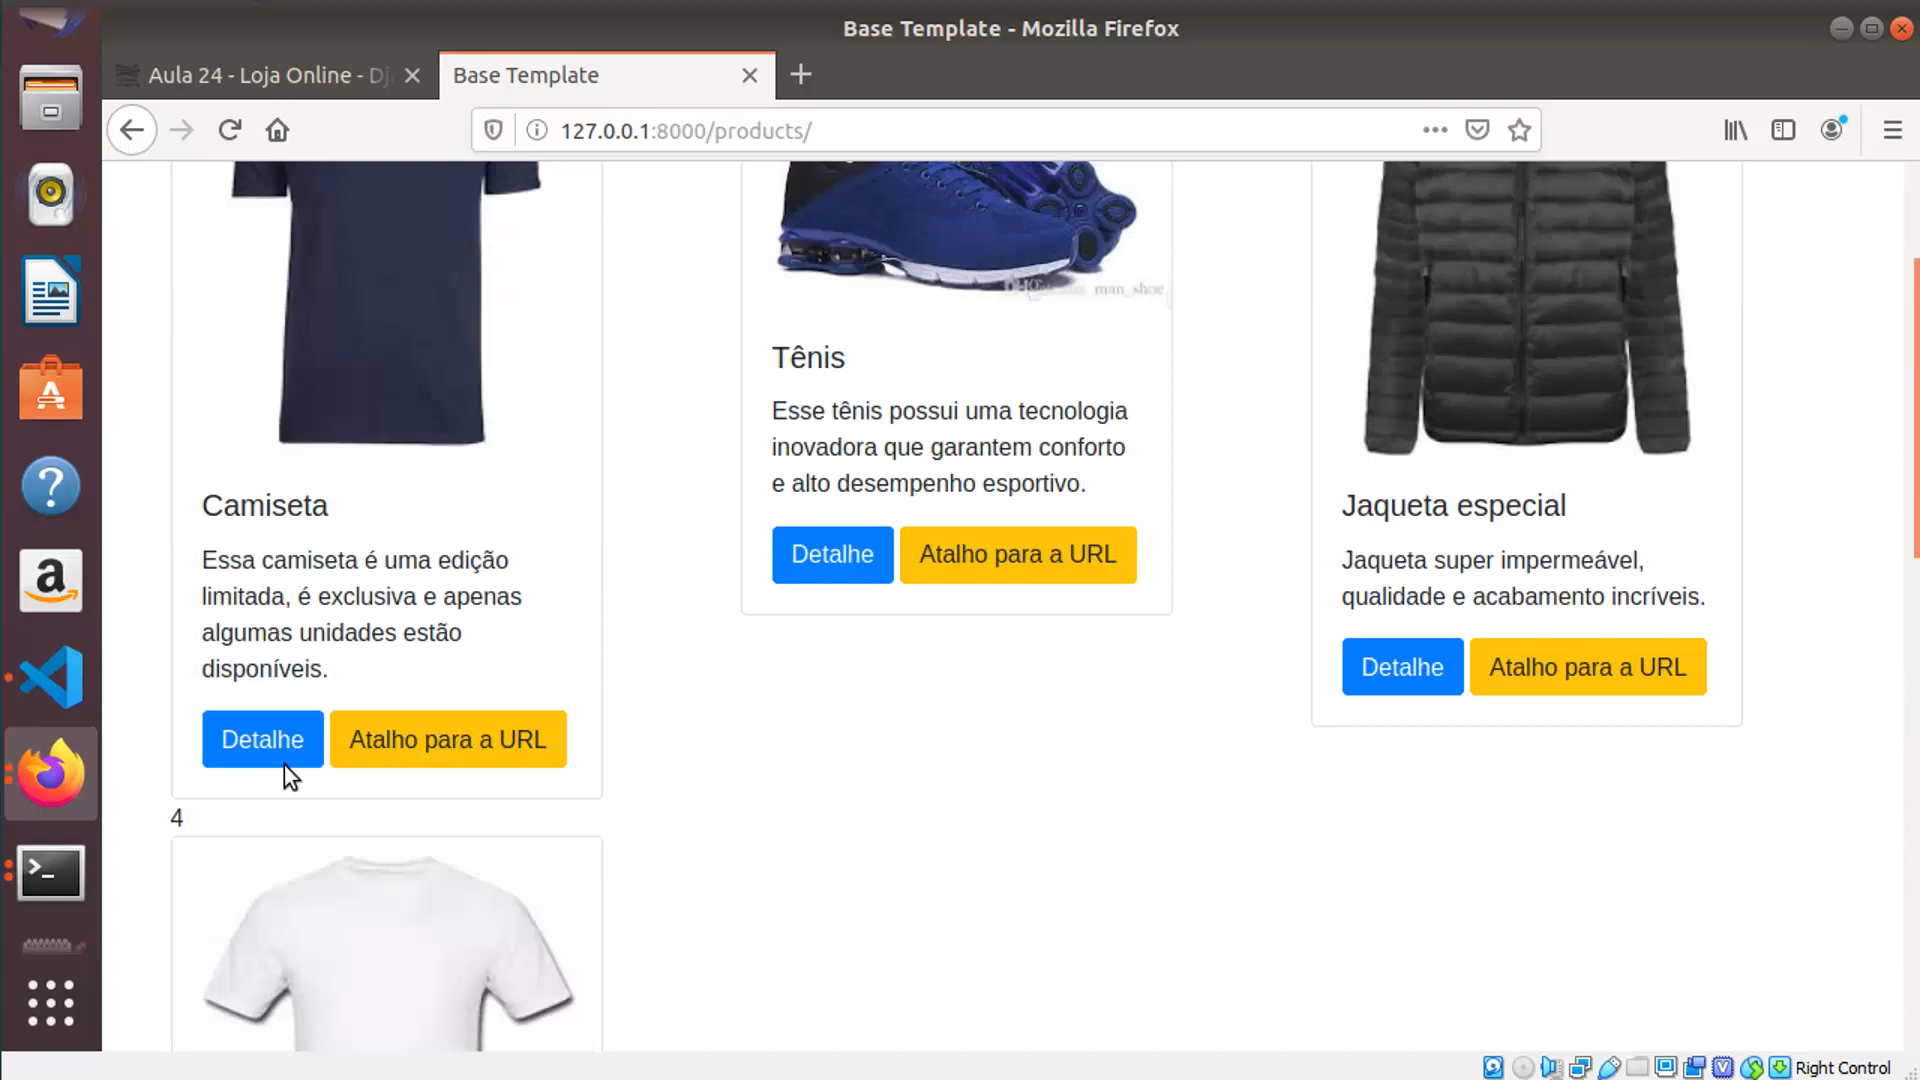 Base Template - Mozilla Firefox
Aula 24 - Loja Online - Dj
Base Template
127.0.0.1:8000/products/
man_shoe
Tênis
Esse tênis possui uma tecnologia
inovadora que garantem conforto
e alto desempenho esportivo.
Detalhe
Atalho para a URL
Camiseta
Essa camiseta é uma edição
limitada, é exclusiva e apenas
algumas unidades estão
disponíveis.
Detalhe
Atalho para a URL
Jaqueta especial
Jaqueta super impermeável,
qualidade e acabamento incríveis.
Detalhe
Atalho para a URL
4
Right Control